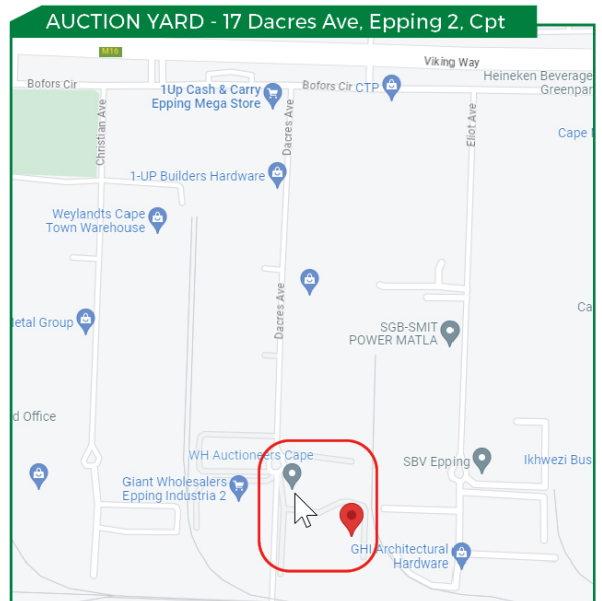 AUCTION YARD - 17 Dacres Ave, Epping 2, Cpt
M16
Viking Way
Bofors Cir
1Up Cash & Carry
Epping Mega Store
Bofors Cir
CTP
Heineken Beverage
Greenpar
Christian Ave
Dacres Ave
Eliot Ave
Cape
1-UP Builders Hardware
Weylandts Cape
Town Warehouse
Dacres Ave
Ca
etal Group
SGB-SMIT
POWER MATLA
d Office
WH Auctioneers Cape
SBV Epping
Ikhwezi Bus
Giant Wholesalers
Epping Industria 2
GHI Architectural
Hardware